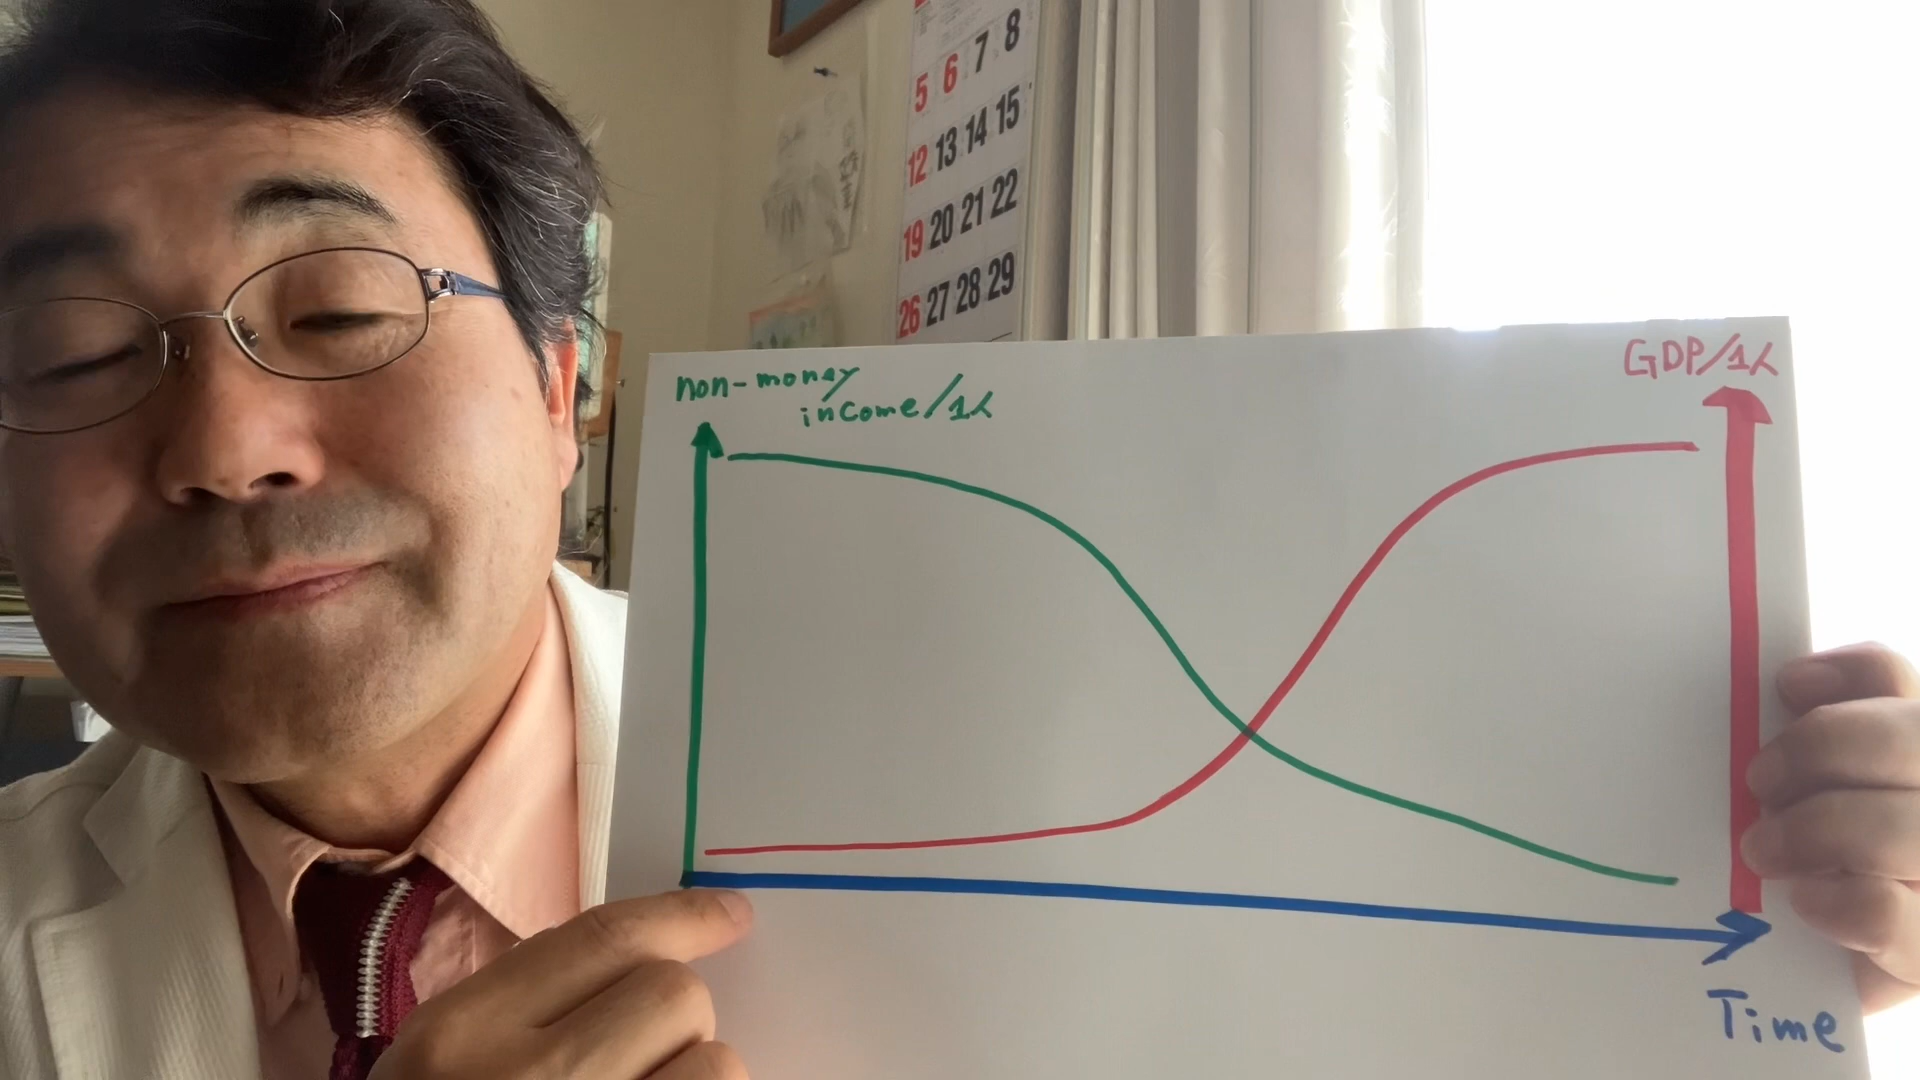 5 6 7 8
12 13 14 15
19 20 21 22
26 27 28 29
non-money
income/1人
GDP/1人
Time